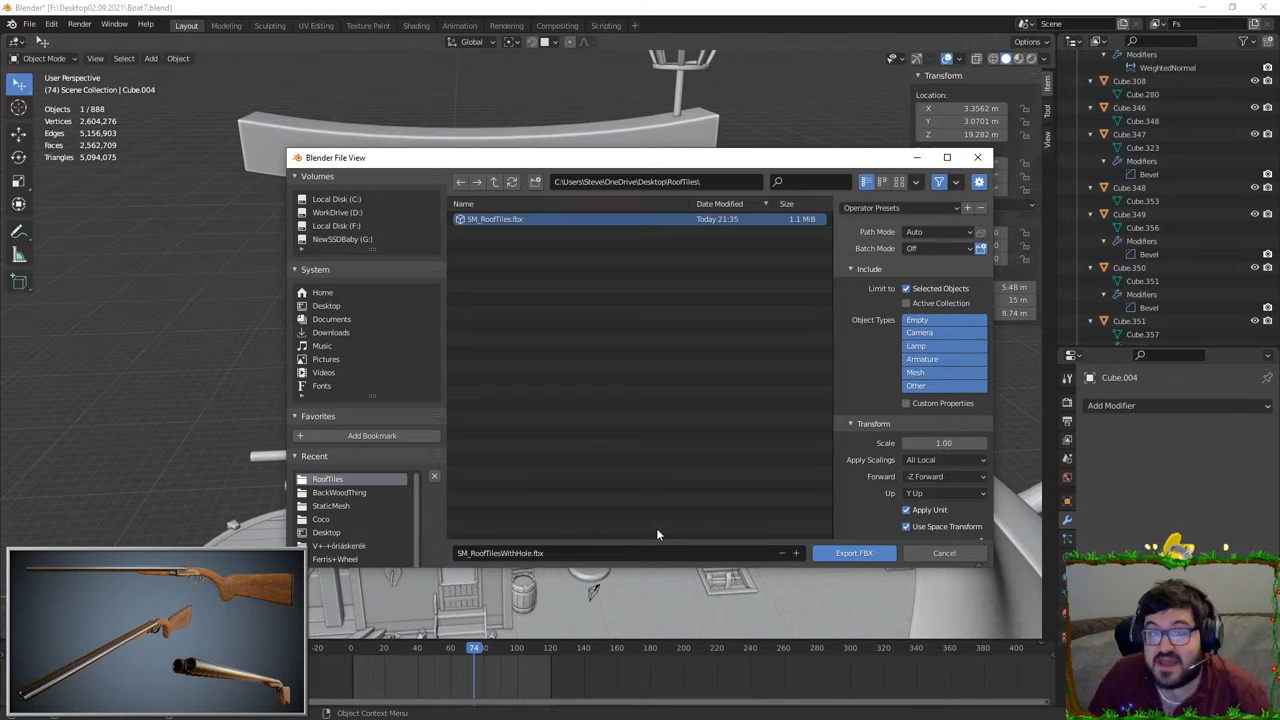 Blender* [F:\Desktop02.09.2021\Boat7.blend]
File Edit Render Window Help Layout Modeling Sculpting UV Editing Texture Paint Shading Animation Rendering Compositing Scripting Scene Fs
Global Options
Object Mode View Select Add Object
User Perspective
(74) Scene Collection | Cube.004
Objects 1 / 888
Vertices 2,604,276
Edges 5,156,903
Faces 2,562,709
Triangles 5,094,075
Transform
Location:
X 3.3562 m
Y 3.0701 m
Z 19.282 m
5.48 m
15 m
8.74 m
Item
Tool
View
Modifiers
WeightedNormal
Cube.308
Cube.280
Cube.346
Cube.348
Cube.347
Cube.323
Modifiers
Bevel
Cube.348
Cube.353
Cube.349
Cube.356
Modifiers
Bevel
Cube.350
Cube.351
Modifiers
Bevel
Cube.351
Cube.357
Cube.004
Add Modifier
Blender File View
Volumes
Local Disk (C:)
WorkDrive (D:)
Local Disk (F:)
NewSSDBaby (G:)
System
Home
Desktop
Documents
Downloads
Music
Pictures
Videos
Fonts
Favorites
Add Bookmark
Recent
RoofTiles
BackWoodThing
StaticMesh
Coco
Desktop
V+-+óriáskerék
Ferris+Wheel
C:\Users\Steve\OneDrive\Desktop\RoofTiles\
Name Date Modified Size
SM_RoofTiles.fbx Today 21:35 1.1 MiB
SM_RoofTilesWithHole.fbx
Operator Presets
Path Mode Auto
Batch Mode Off
Include
Limit to Selected Objects
Active Collection
Object Types Empty
Camera
Lamp
Armature
Mesh
Other
Custom Properties
Transform
Scale 1.00
Apply Scalings All Local
Forward -Z Forward
Up Y Up
Apply Unit
Use Space Transform
Export FBX Cancel
-20 0 20 40 60 74 80 100 120 140 160 180 200 220 240 260 280 300 320 340 360 380 400
Object Context Menu